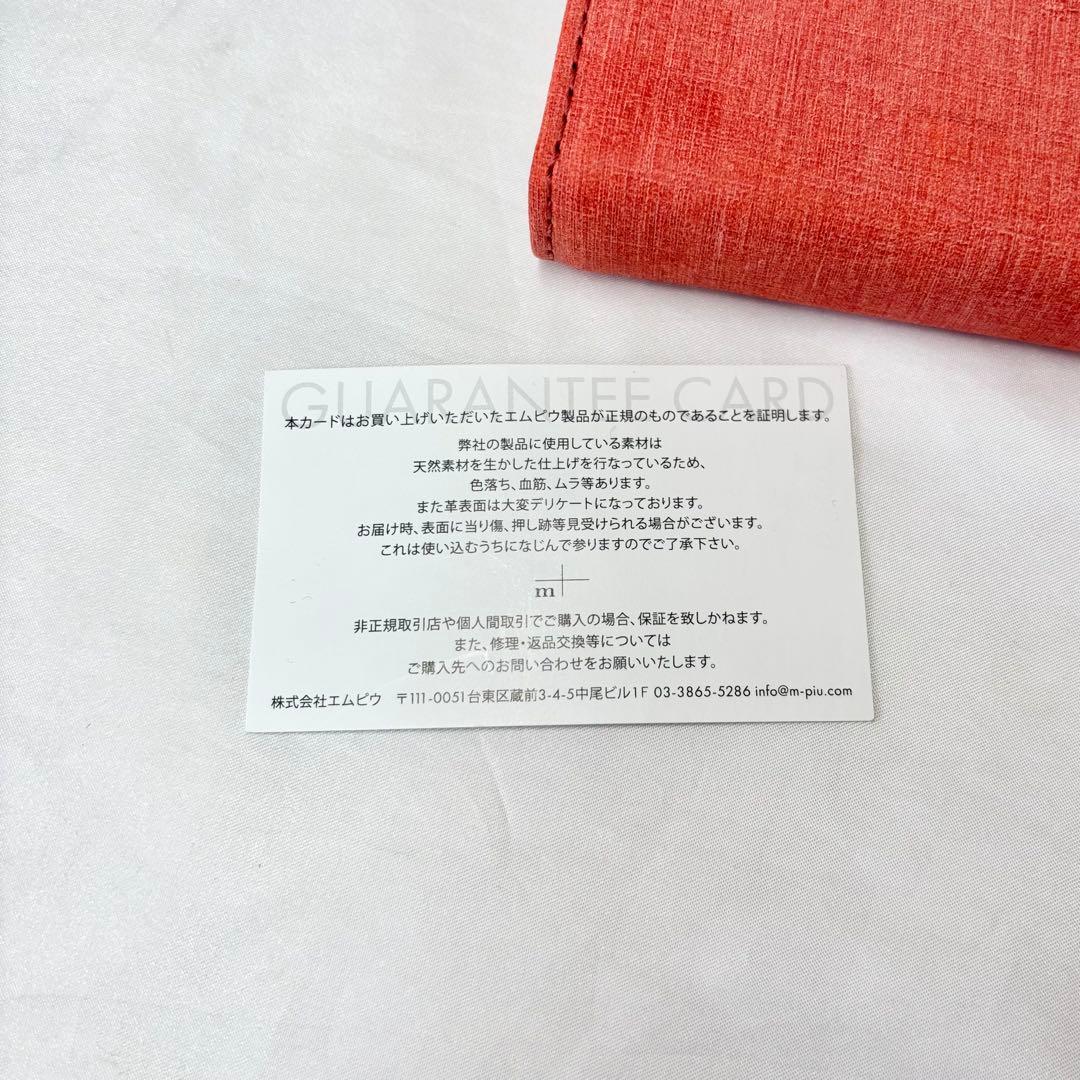 GUARANTEE CARD
本カードはお買い上げいただいたエムピウ製品が正規のものであることを証明します。
弊社の製品に使用している素材は
天然素材を生かした仕上げを行なっているため、
色落ち、血筋、ムラ等あります。
また革表面は大変デリケートになっております。
お届け時、表面に当り傷、押し跡等見受けられる場合がございます。
これは使い込むうちになじんで参りますのでご了承下さい。
m+
非正規取引店や個人間取引でご購入の場合、保証を致しかねます。
また、修理・返品交換等については
ご購入先へのお問い合わせをお願いいたします。
株式会社エムピウ 〒111-0051台東区蔵前3-4-5中尾ビル1F 03-3865-5286 info@m-piu.com